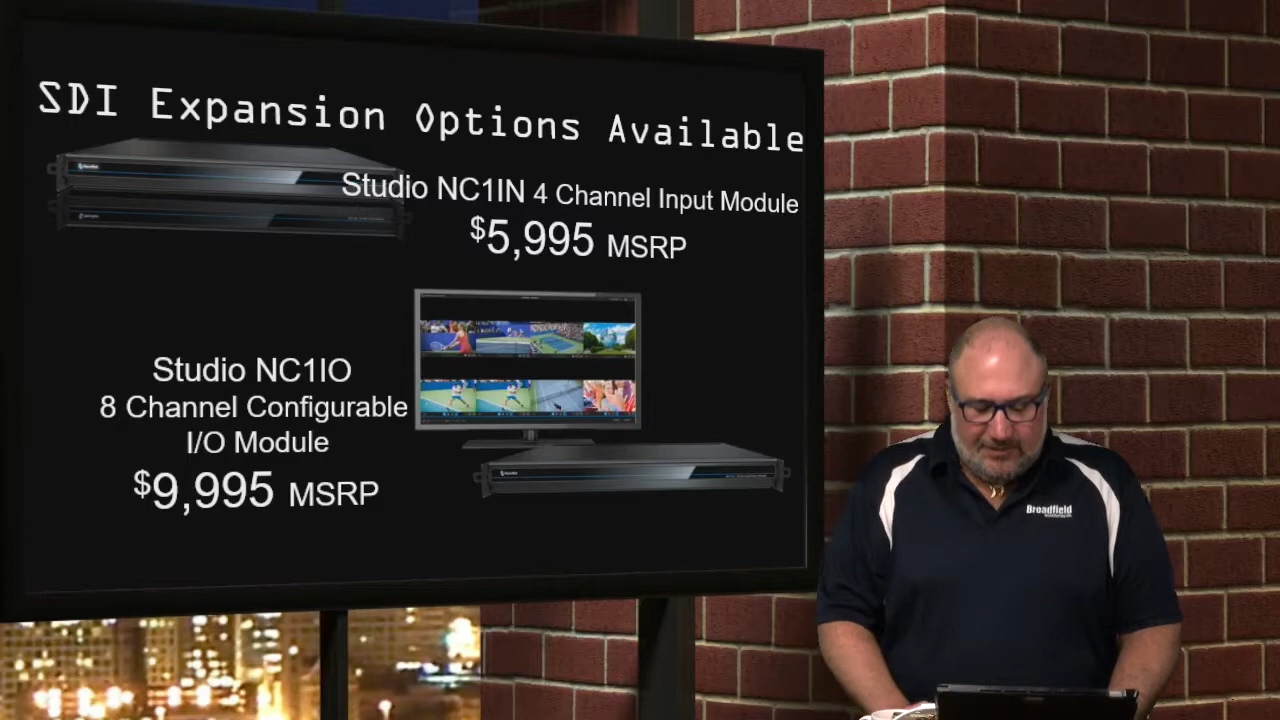 SDI Expansion Options Available
Studio NC1IN 4 Channel Input Module
$5,995 MSRP
Studio NC1IO
8 Channel Configurable
I/O Module
$9,995 MSRP
Broadfield